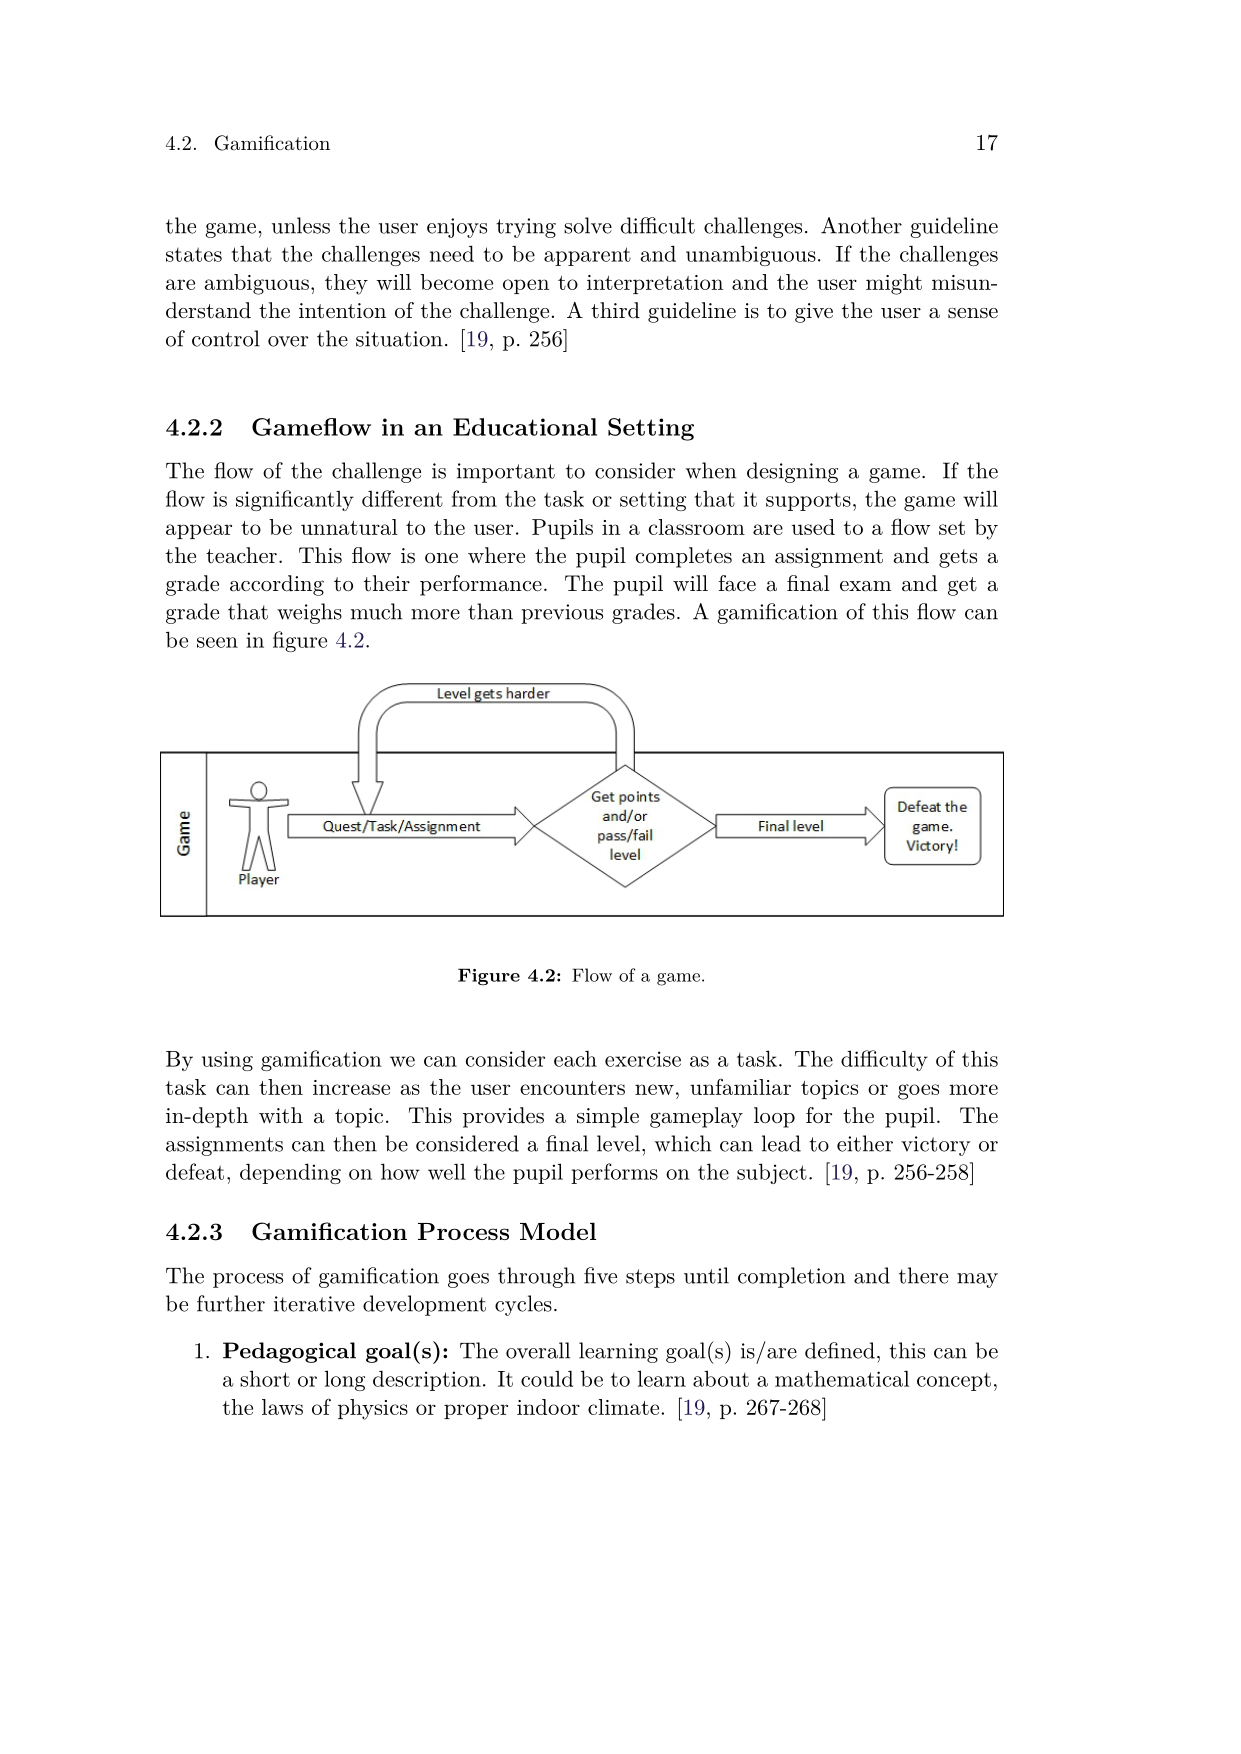 4.2. Gamification 17
the game, unless the user enjoys trying solve difficult challenges. Another guideline
states that the challenges need to be apparent and unambiguous. If the challenges
are ambiguous, they will become open to interpretation and the user might misun-
derstand the intention of the challenge. A third guideline is to give the user a sense
of control over the situation. [19, p. 256]
4.2.2 Gameflow in an Educational Setting
The flow of the challenge is important to consider when designing a game. If the
flow is significantly different from the task or setting that it supports, the game will
appear to be unnatural to the user. Pupils in a classroom are used to a flow set by
the teacher. This flow is one where the pupil completes an assignment and gets a
grade according to their performance. The pupil will face a final exam and get a
grade that weighs much more than previous grades. A gamification of this flow can
be seen in figure 4.2.
Level gets harder
Game
Player
Quest/Task/Assignment
Get points
and/or
pass/fail
level
Final level
Defeat the
game.
Victory!
Figure 4.2: Flow of a game.
By using gamification we can consider each exercise as a task. The difficulty of this
task can then increase as the user encounters new, unfamiliar topics or goes more
in-depth with a topic. This provides a simple gameplay loop for the pupil. The
assignments can then be considered a final level, which can lead to either victory or
defeat, depending on how well the pupil performs on the subject. [19, p. 256-258]
4.2.3 Gamification Process Model
The process of gamification goes through five steps until completion and there may
be further iterative development cycles.
1. Pedagogical goal(s): The overall learning goal(s) is/are defined, this can be
a short or long description. It could be to learn about a mathematical concept,
the laws of physics or proper indoor climate. [19, p. 267-268]